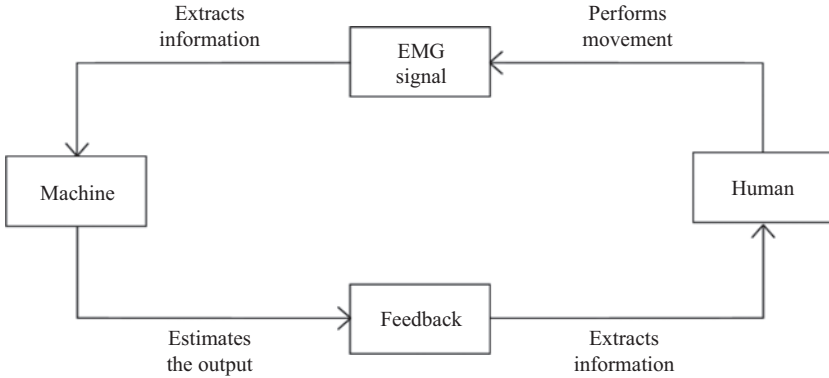 Extracts
information
EMG
signal
Performs
movement
Machine
Human
Estimates
the output
Feedback
Extracts
information